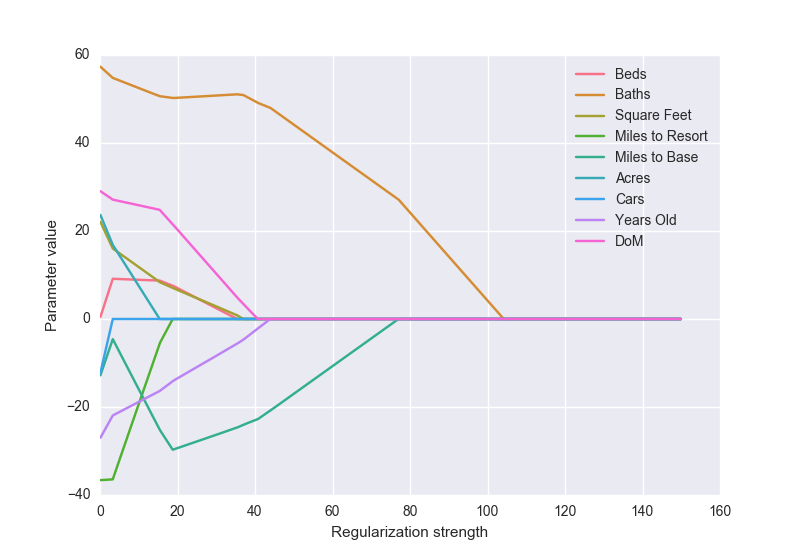 60
40
20
0
−20
−40
Parameter value
0
20
40
60
80
100
120
140
160
Regularization strength
Beds
Baths
Square Feet
Miles to Resort
Miles to Base
Acres
Cars
Years Old
DoM